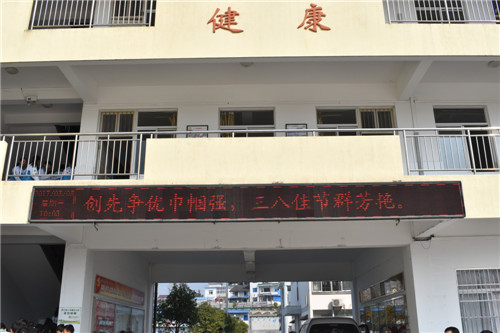 健 康
创先争优巾帼强，三八佳节群芳艳。